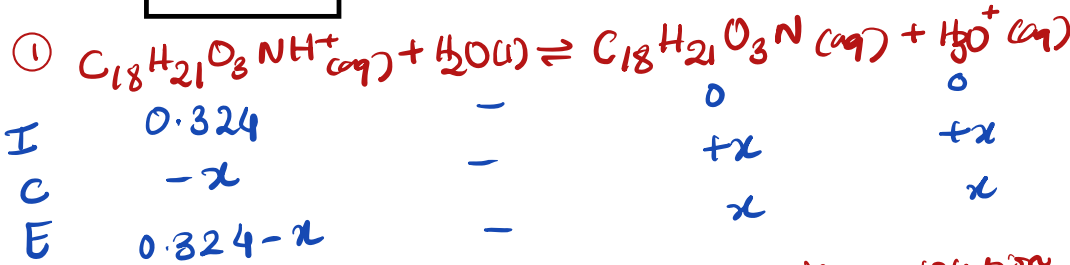 ① C₁₈H₂₁O₃NH⁺(aq) + H₂O(l) ⇌ C₁₈H₂₁O₃N (aq) + H₃O⁺ (aq)
I 0.324 – 0 0
C -x – +x +x
E 0.324-x – x x